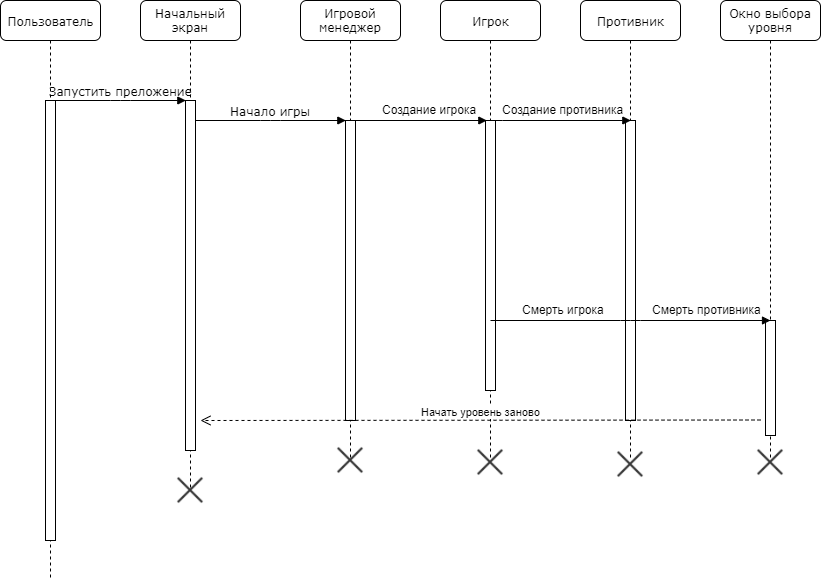 Пользователь
Начальный
экран
Игровой
менеджер
Игрок
Противник
Окно выбора
уровня
Запустить преложение
Начало игры
Создание игрока
Создание противника
Смерть игрока
Смерть противника
Начать уровень заново